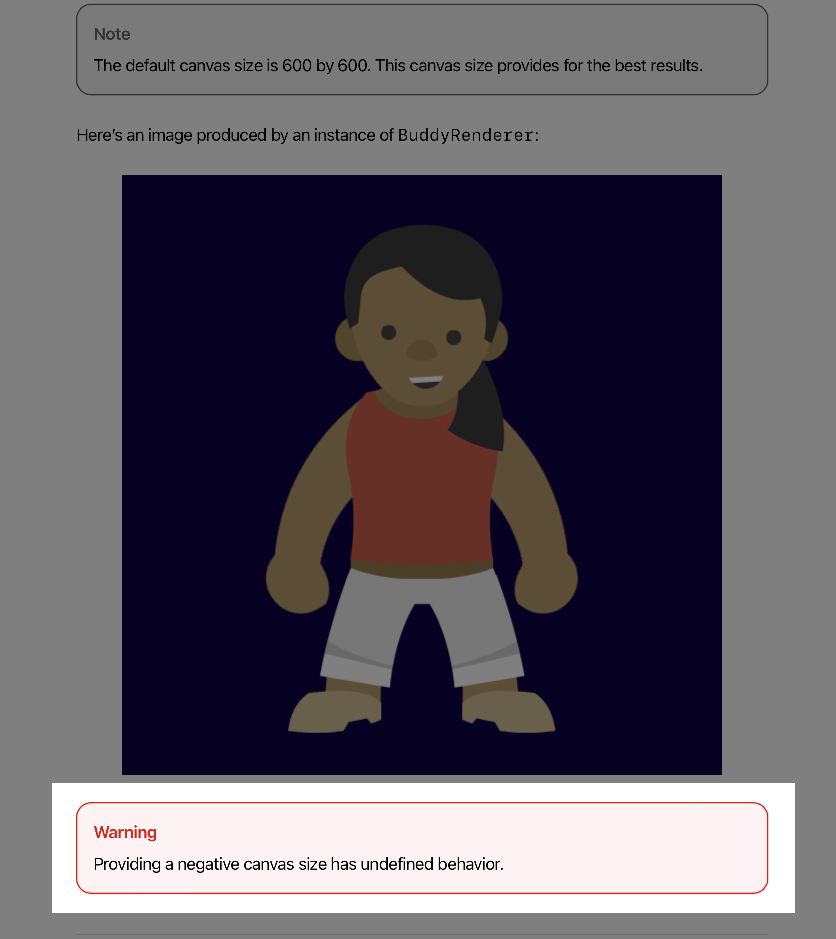 Note
The default canvas size is 600 by 600. This canvas size provides for the best results.
Here’s an image produced by an instance of BuddyRenderer:
Warning
Providing a negative canvas size has undefined behavior.